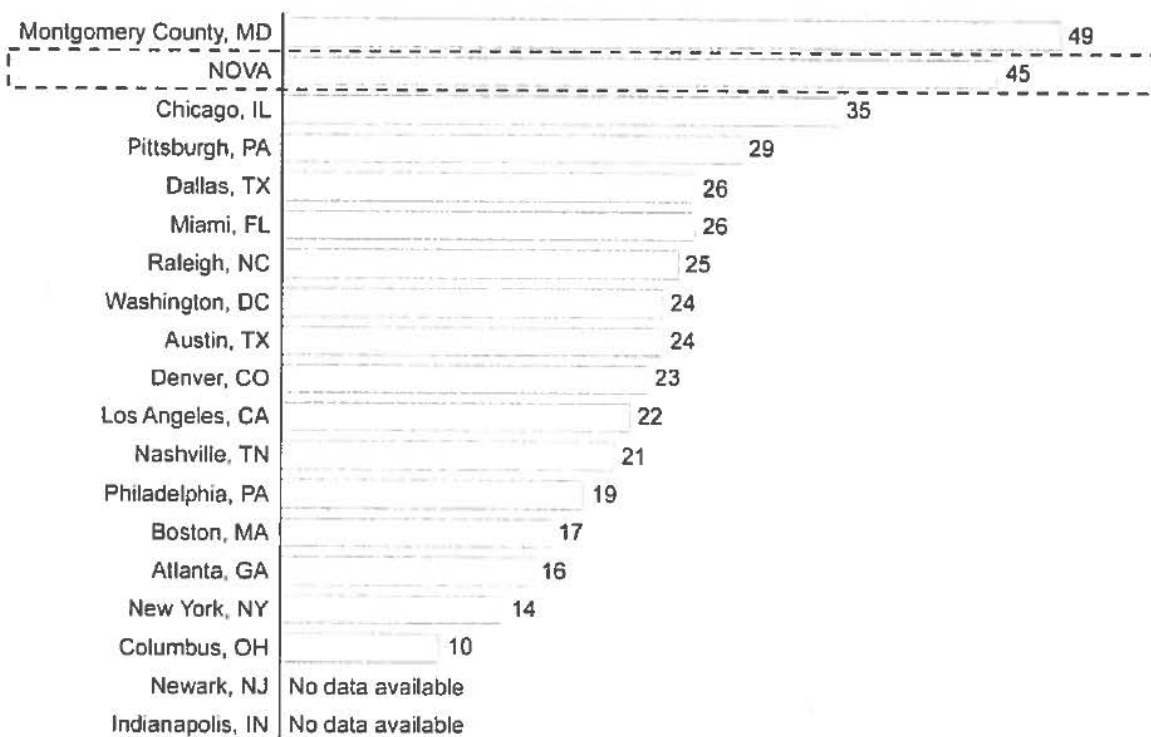 Montgomery County, MD 49
NOVA 45
Chicago, IL 35
Pittsburgh, PA 29
Dallas, TX 26
Miami, FL 26
Raleigh, NC 25
Washington, DC 24
Austin, TX 24
Denver, CO 23
Los Angeles, CA 22
Nashville, TN 21
Philadelphia, PA 19
Boston, MA 17
Atlanta, GA 16
New York, NY 14
Columbus, OH 10
Newark, NJ No data available
Indianapolis, IN No data available